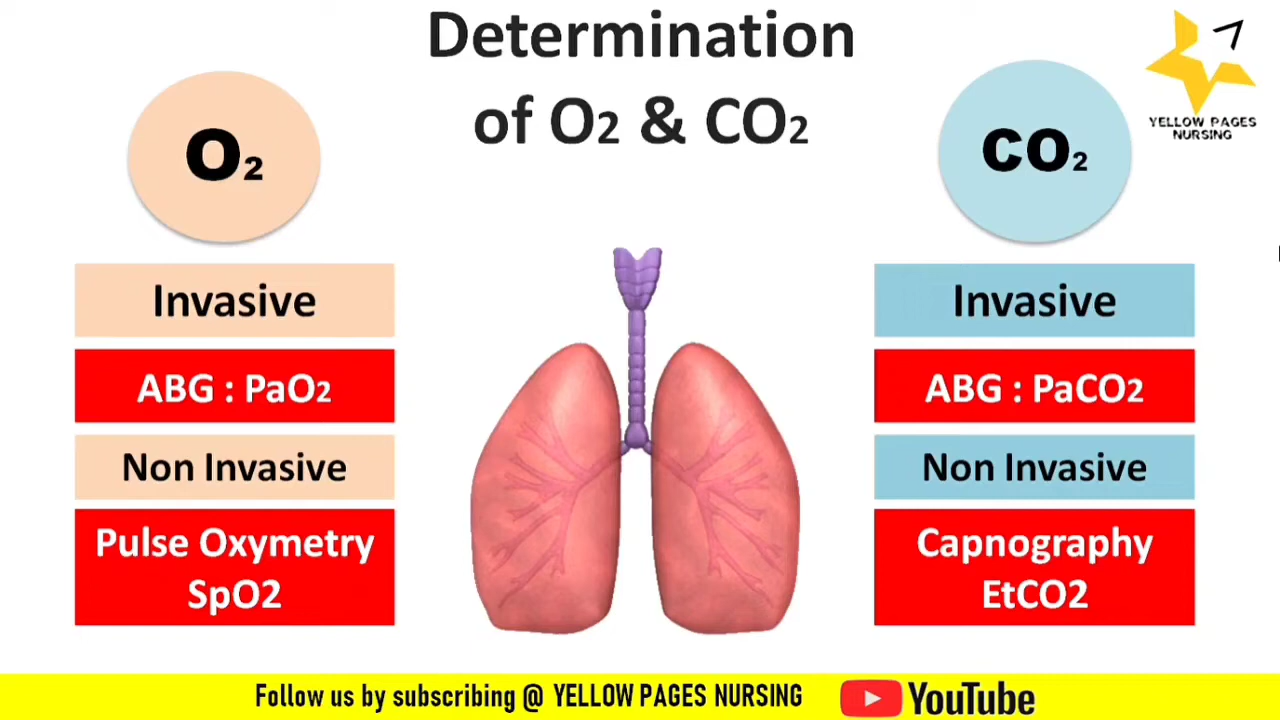 Determination
of O2 & CO2
YELLOW PAGES
NURSING
O2
Invasive
ABG : PaO2
Non Invasive
Pulse Oxymetry
SpO2
CO2
Invasive
ABG : PaCO2
Non Invasive
Capnography
EtCO2
Follow us by subscribing @ YELLOW PAGES NURSING
YouTube